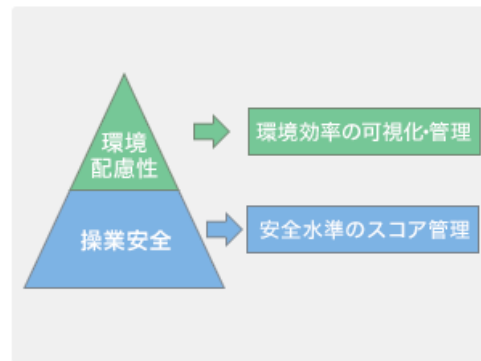 環境
配慮性
環境効率の可視化・管理
操業安全
安全水準のスコア管理